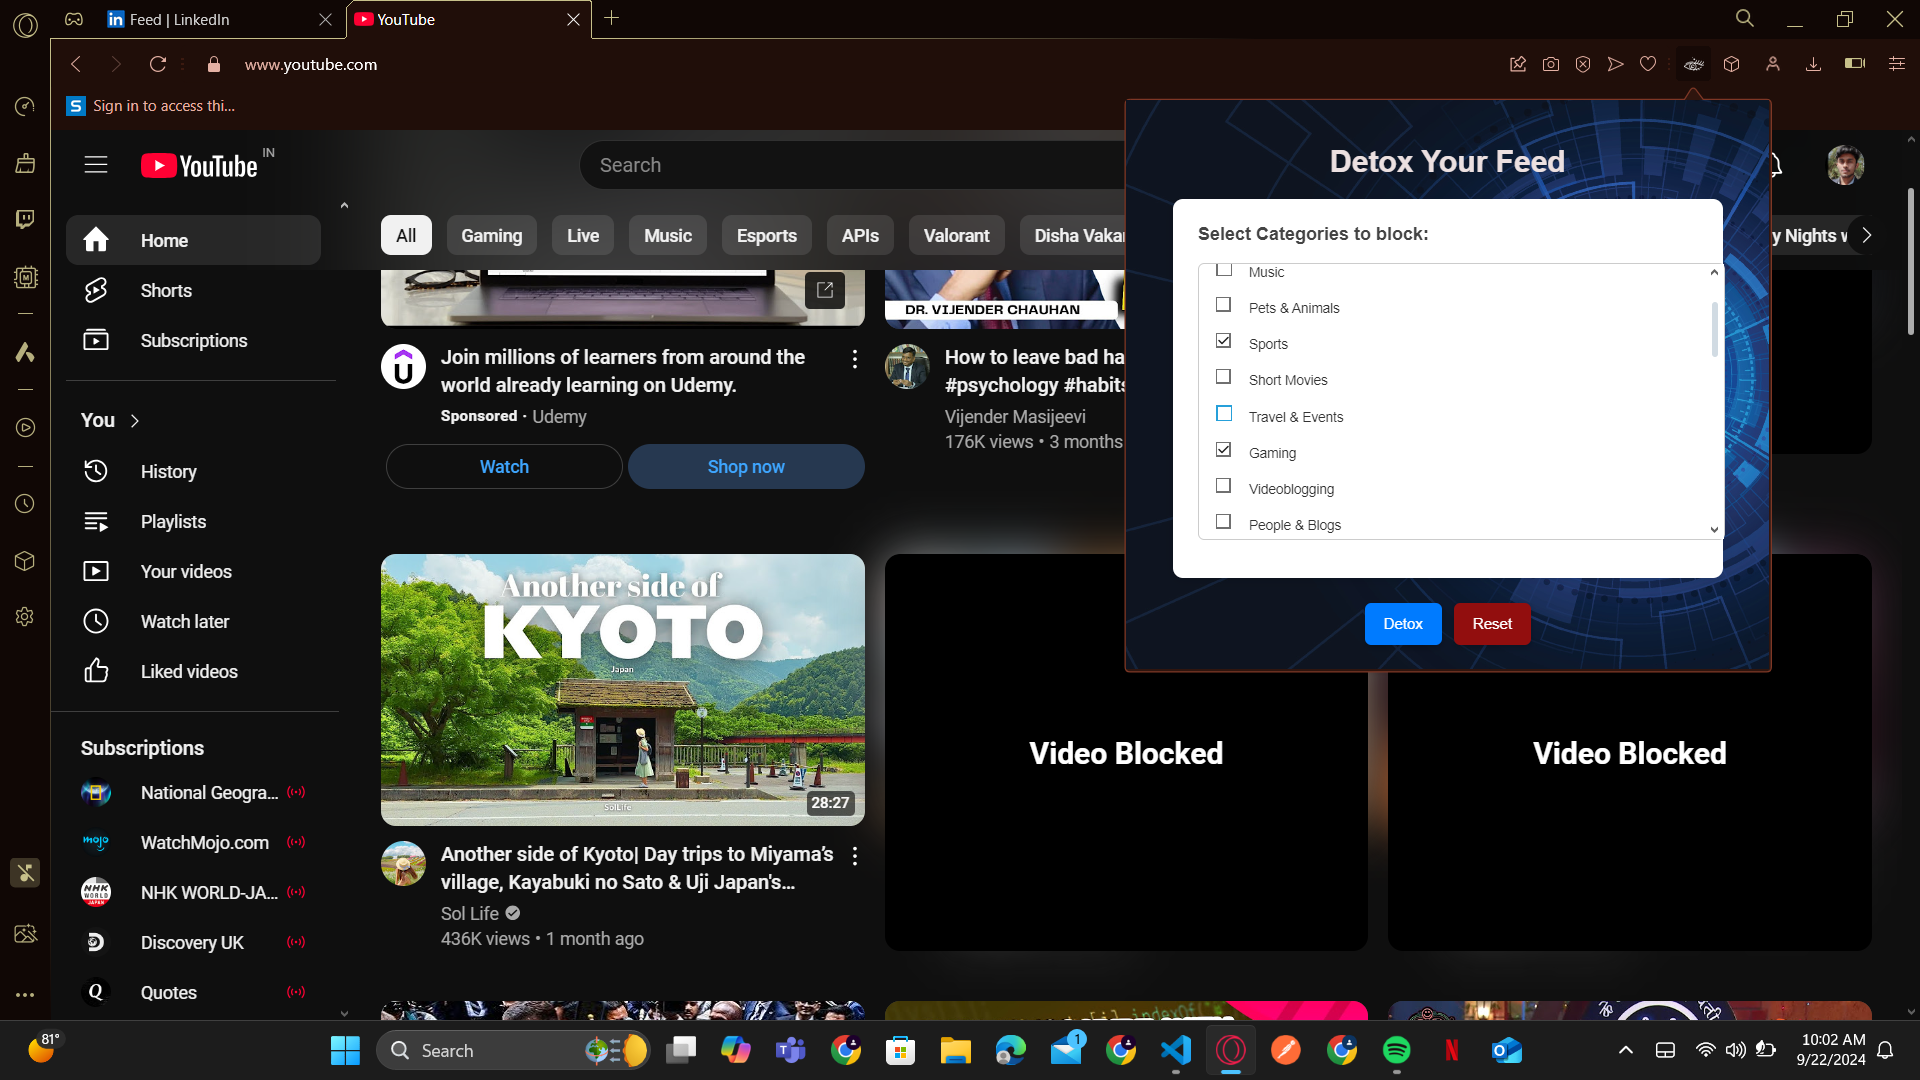 Feed | LinkedIn
YouTube
www.youtube.com
S
Sign in to access thi...
YouTube
IN
Search
Home
Shorts
Subscriptions
You
History
Playlists
Your videos
Watch later
Liked videos
Subscriptions
National Geogra...
WatchMojo.com
NHK WORLD-JA...
Discovery UK
Quotes
All
Gaming
Live
Music
Esports
APIs
Valorant
Disha Vakar
y Nights w
DR. VIJENDER CHAUHAN
Join millions of learners from around the
world already learning on Udemy.
Sponsored · Udemy
Watch
Shop now
How to leave bad ha
#psychology #habits
Vijender Masijeevi
176K views • 3 months
Another side of
KYOTO
Japan
SolLife
28:27
Another side of Kyoto| Day trips to Miyama’s
village, Kayabuki no Sato & Uji Japan's...
Sol Life
436K views • 1 month ago
Video Blocked
Video Blocked
Detox Your Feed
Select Categories to block:
Music
Pets & Animals
Sports
Short Movies
Travel & Events
Gaming
Videoblogging
People & Blogs
Detox
Reset
81°
Search
1
10:02 AM
9/22/2024